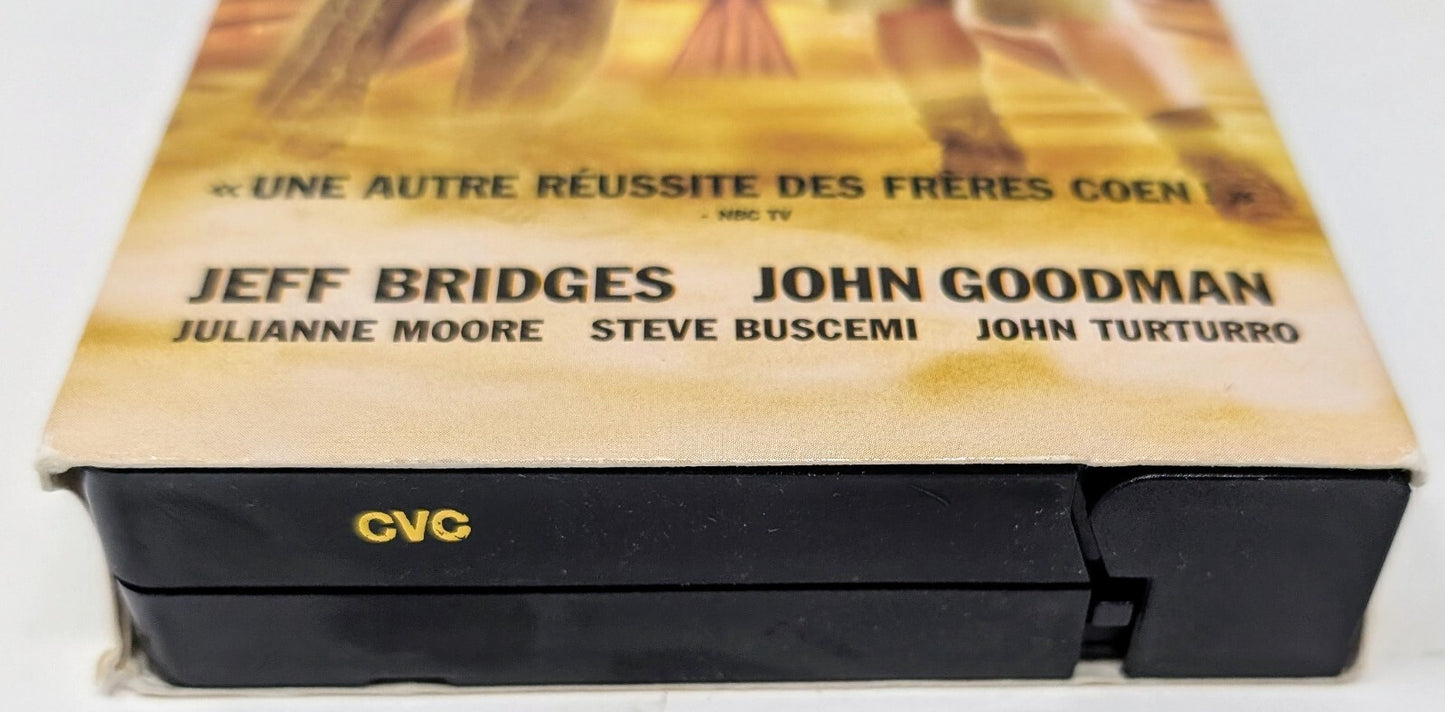 « UNE AUTRE RÉUSSITE DES FRÈRES COEN ! »
- NBC TV
JEFF BRIDGES JOHN GOODMAN
JULIANNE MOORE STEVE BUSCEMI JOHN TURTURRO
CVC